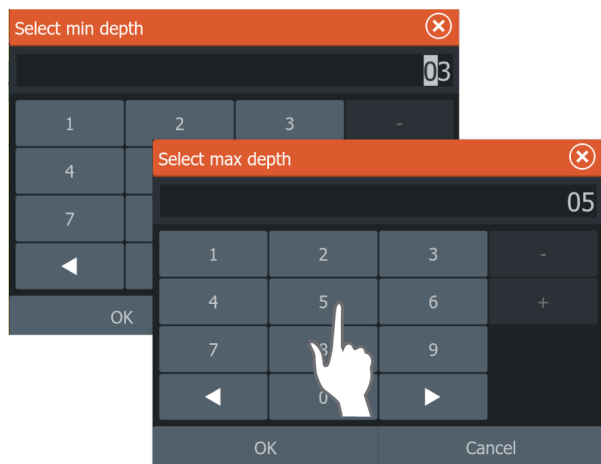 Select min depth
03
1 2 3 -
4
7
OK
Select max depth
05
1 2 3 -
4 5 6 +
7 8 9
0
OK Cancel